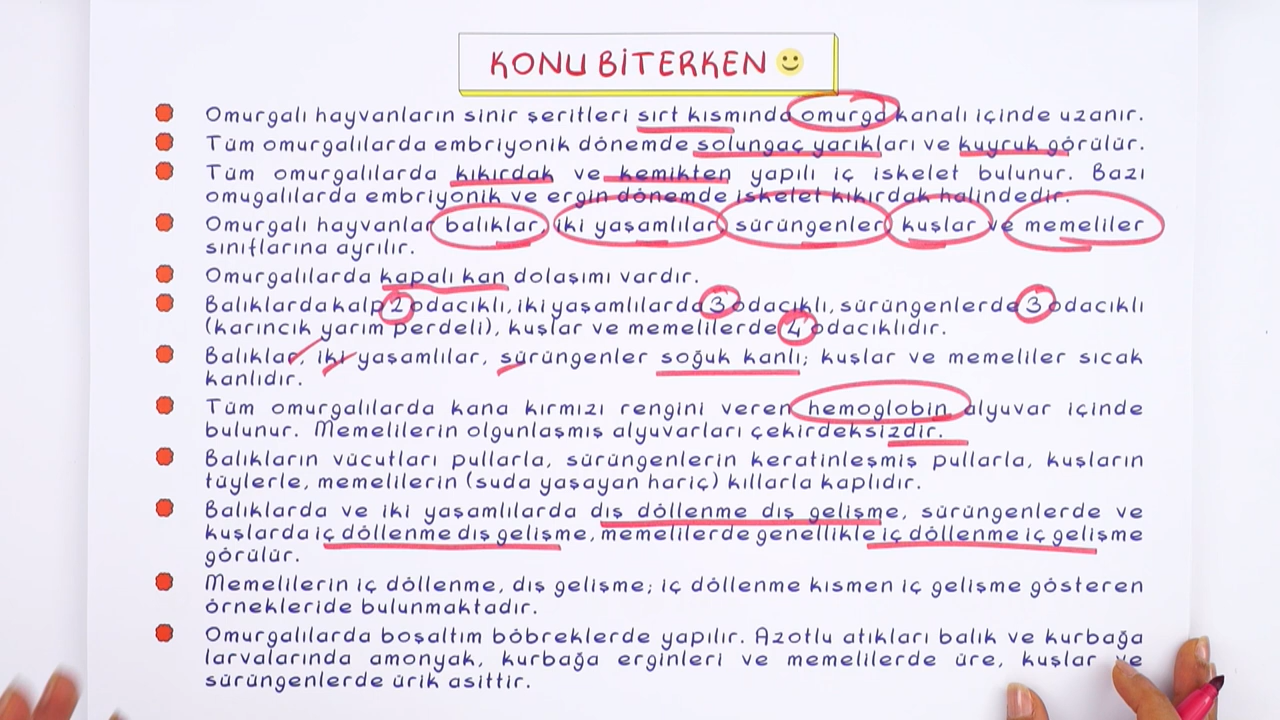 KONU BİTERKEN
Omurgalı hayvanların sinir şeritleri sırt kısmında omurga kanalı içinde uzanır.
Tüm omurgalılarda embriyonik dönemde solungaç yarıkları ve kuyruk görülür.
Tüm omurgalılarda kıkırdak ve kemikten yapılı iç iskelet bulunur. Bazı
omugalılarda embriyonik ve ergin dönemde iskelet kıkırdak halindedir.
Omurgalı hayvanlar balıklar, iki yaşamlılar, sürüngenler, kuşlar ve memeliler
sınıflarına ayrılır.
Omurgalılarda kapalı kan dolaşımı vardır.
Balıklarda kalp 2 odacıklı, iki yaşamlılarda 3 odacıklı, sürüngenlerde 3 odacıklı
(karıncık yarım perdeli), kuşlar ve memelilerde 4 odacıklıdır.
Balıklar, iki yaşamlılar, sürüngenler soğuk kanlı; kuşlar ve memeliler sıcak
kanlıdır.
Tüm omurgalılarda kana kırmızı rengini veren hemoglobin alyuvar içinde
bulunur. Memelilerin olgunlaşmış alyuvarları çekirdeksizdir.
Balıkların vücutları pullarla, sürüngenlerin keratinleşmiş pullarla, kuşların
tüylerle, memelilerin (suda yaşayan hariç) kıllarla kaplıdır.
Balıklarda ve iki yaşamlılarda dış döllenme dış gelişme, sürüngenlerde ve
kuşlarda iç döllenme dış gelişme, memelilerde genellikle iç döllenme iç gelişme
görülür.
Memelilerin iç döllenme, dış gelişme; iç döllenme kısmen iç gelişme gösteren
örnekleride bulunmaktadır.
Omurgalılarda boşaltım böbreklerde yapılır. Azotlu atıkları balık ve kurbağa
larvalarında amonyak, kurbağa erginleri ve memelilerde üre, kuşlar ve
sürüngenlerde ürik asittir.